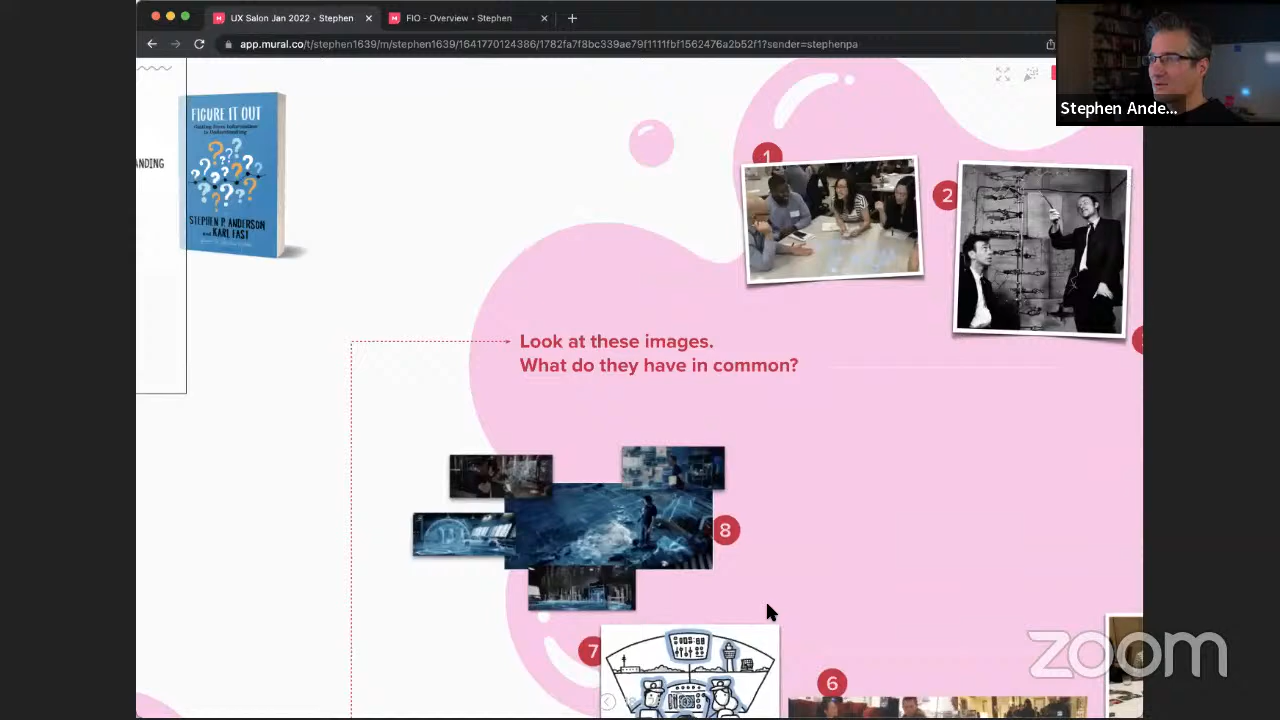 UX Salon Jan 2022 • Stephen
FIO - Overview • Stephen
app.mural.co/t/stephen1639/m/stephen1639/1641770124386/1782fa7f8bc339ae79f1111fbf1562476a2b52f1?sender=stephenpa
Stephen Ande...
FIGURE IT OUT
ANDING
STEPHEN P. ANDERSON
and KARL FAST
1
2
Look at these images.
What do they have in common?
8
7
6
zoom